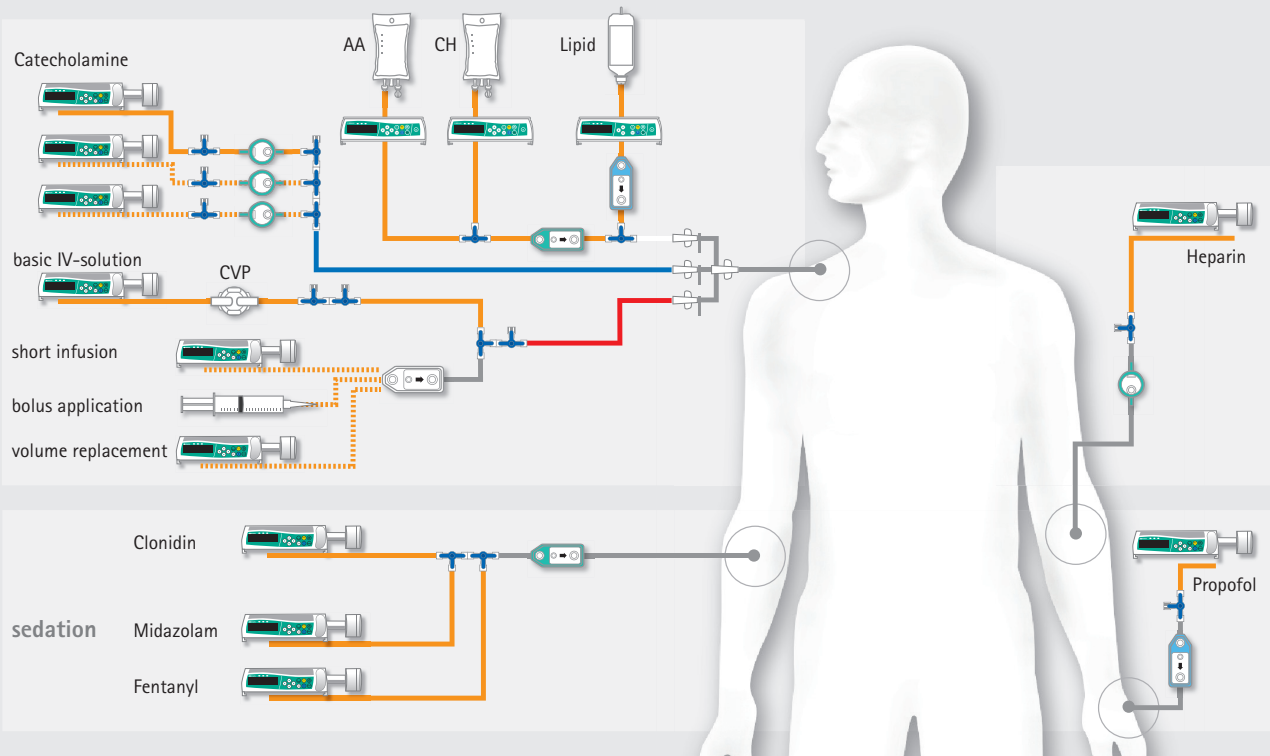 Catecholamine
AA
CH
Lipid
basic IV-solution
CVP
short infusion
bolus application
volume replacement
Heparin
sedation
Clonidin
Midazolam
Fentanyl
Propofol